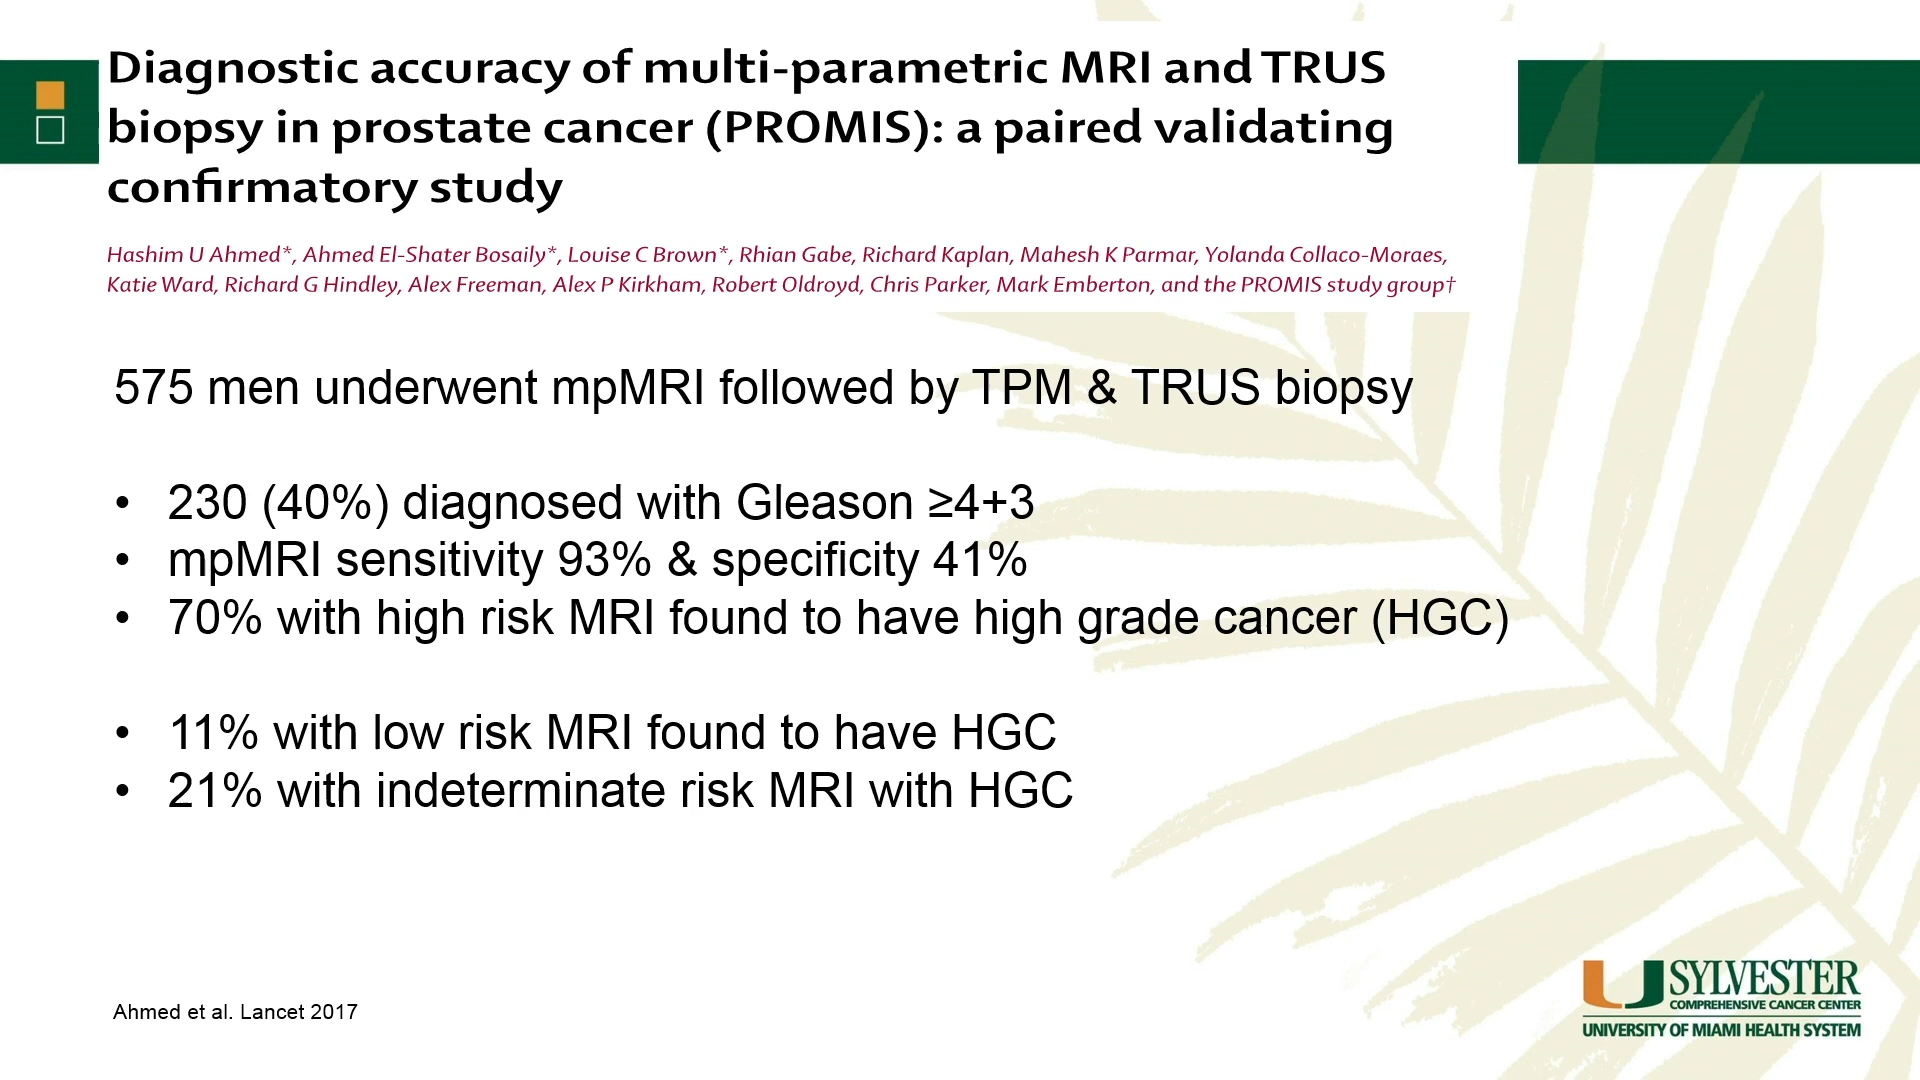 Diagnostic accuracy of multi-parametric MRI and TRUS
biopsy in prostate cancer (PROMIS): a paired validating
confirmatory study
Hashim U Ahmed*, Ahmed El-Shater Bosaily*, Louise C Brown*, Rhian Gabe, Richard Kaplan, Mahesh K Parmar, Yolanda Collaco-Moraes,
Katie Ward, Richard G Hindley, Alex Freeman, Alex P Kirkham, Robert Oldroyd, Chris Parker, Mark Emberton, and the PROMIS study group†
575 men underwent mpMRI followed by TPM & TRUS biopsy
• 230 (40%) diagnosed with Gleason ≥4+3
• mpMRI sensitivity 93% & specificity 41%
• 70% with high risk MRI found to have high grade cancer (HGC)
• 11% with low risk MRI found to have HGC
• 21% with indeterminate risk MRI with HGC
Ahmed et al. Lancet 2017
SYLVESTER
COMPREHENSIVE CANCER CENTER
UNIVERSITY OF MIAMI HEALTH SYSTEM